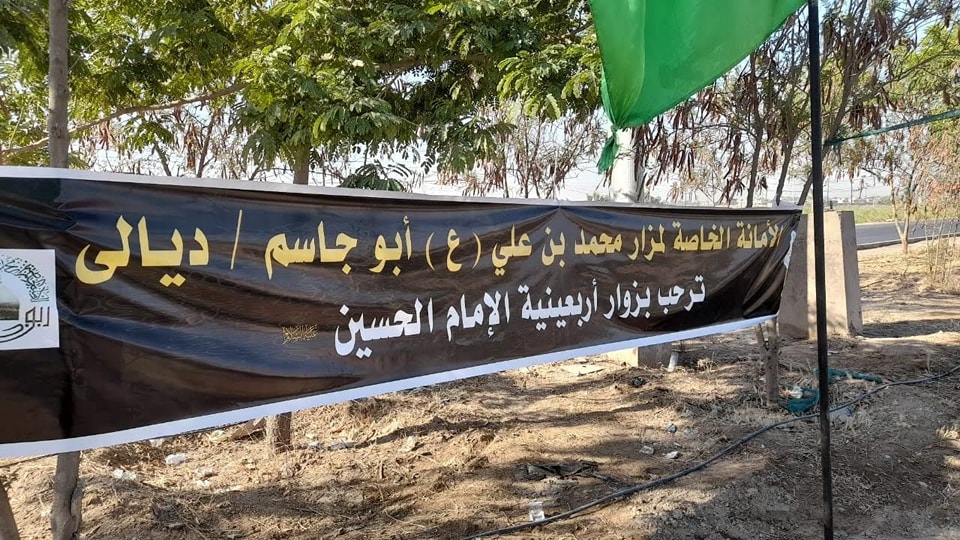 الأمانة الخاصة لمزار محمد بن علي (ع) أبو جاسم / ديالى
ترحب بزوار أربعينية الإمام الحسين